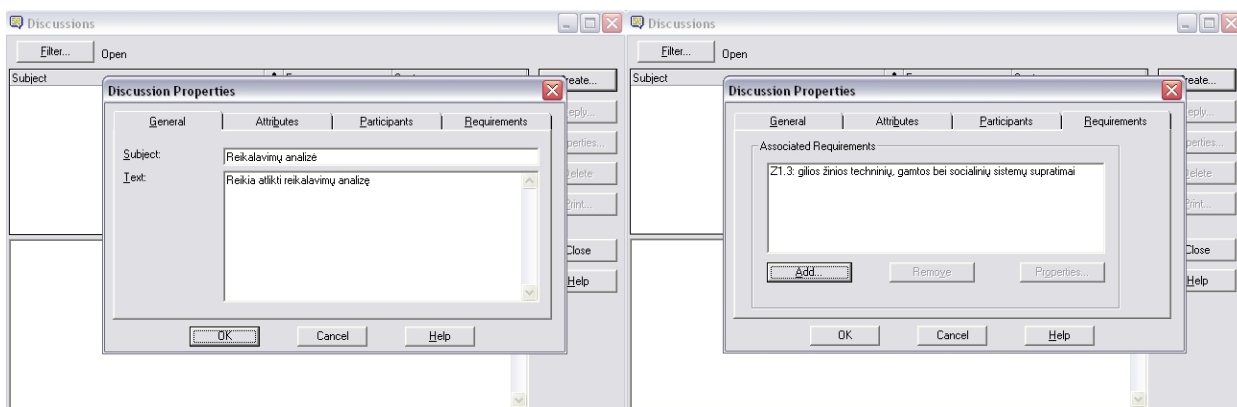 Discussions
Filter...
Open
Subject
Create...
Discussion Properties
General
Attributes
Participants
Requirements
Subject:
Reikalavimų analizė
Text:
Reikia atlikti reikalavimų analizę
OK
Cancel
Help
Close
Help
Discussions
Filter...
Open
Subject
Discussion Properties
General
Attributes
Participants
Requirements
Associated Requirements
Z1.3: gilios žinios techninių, gamtos bei socialinių sistemų supratimai
Add...
Remove
Properties...
OK
Cancel
Help
Close
Help